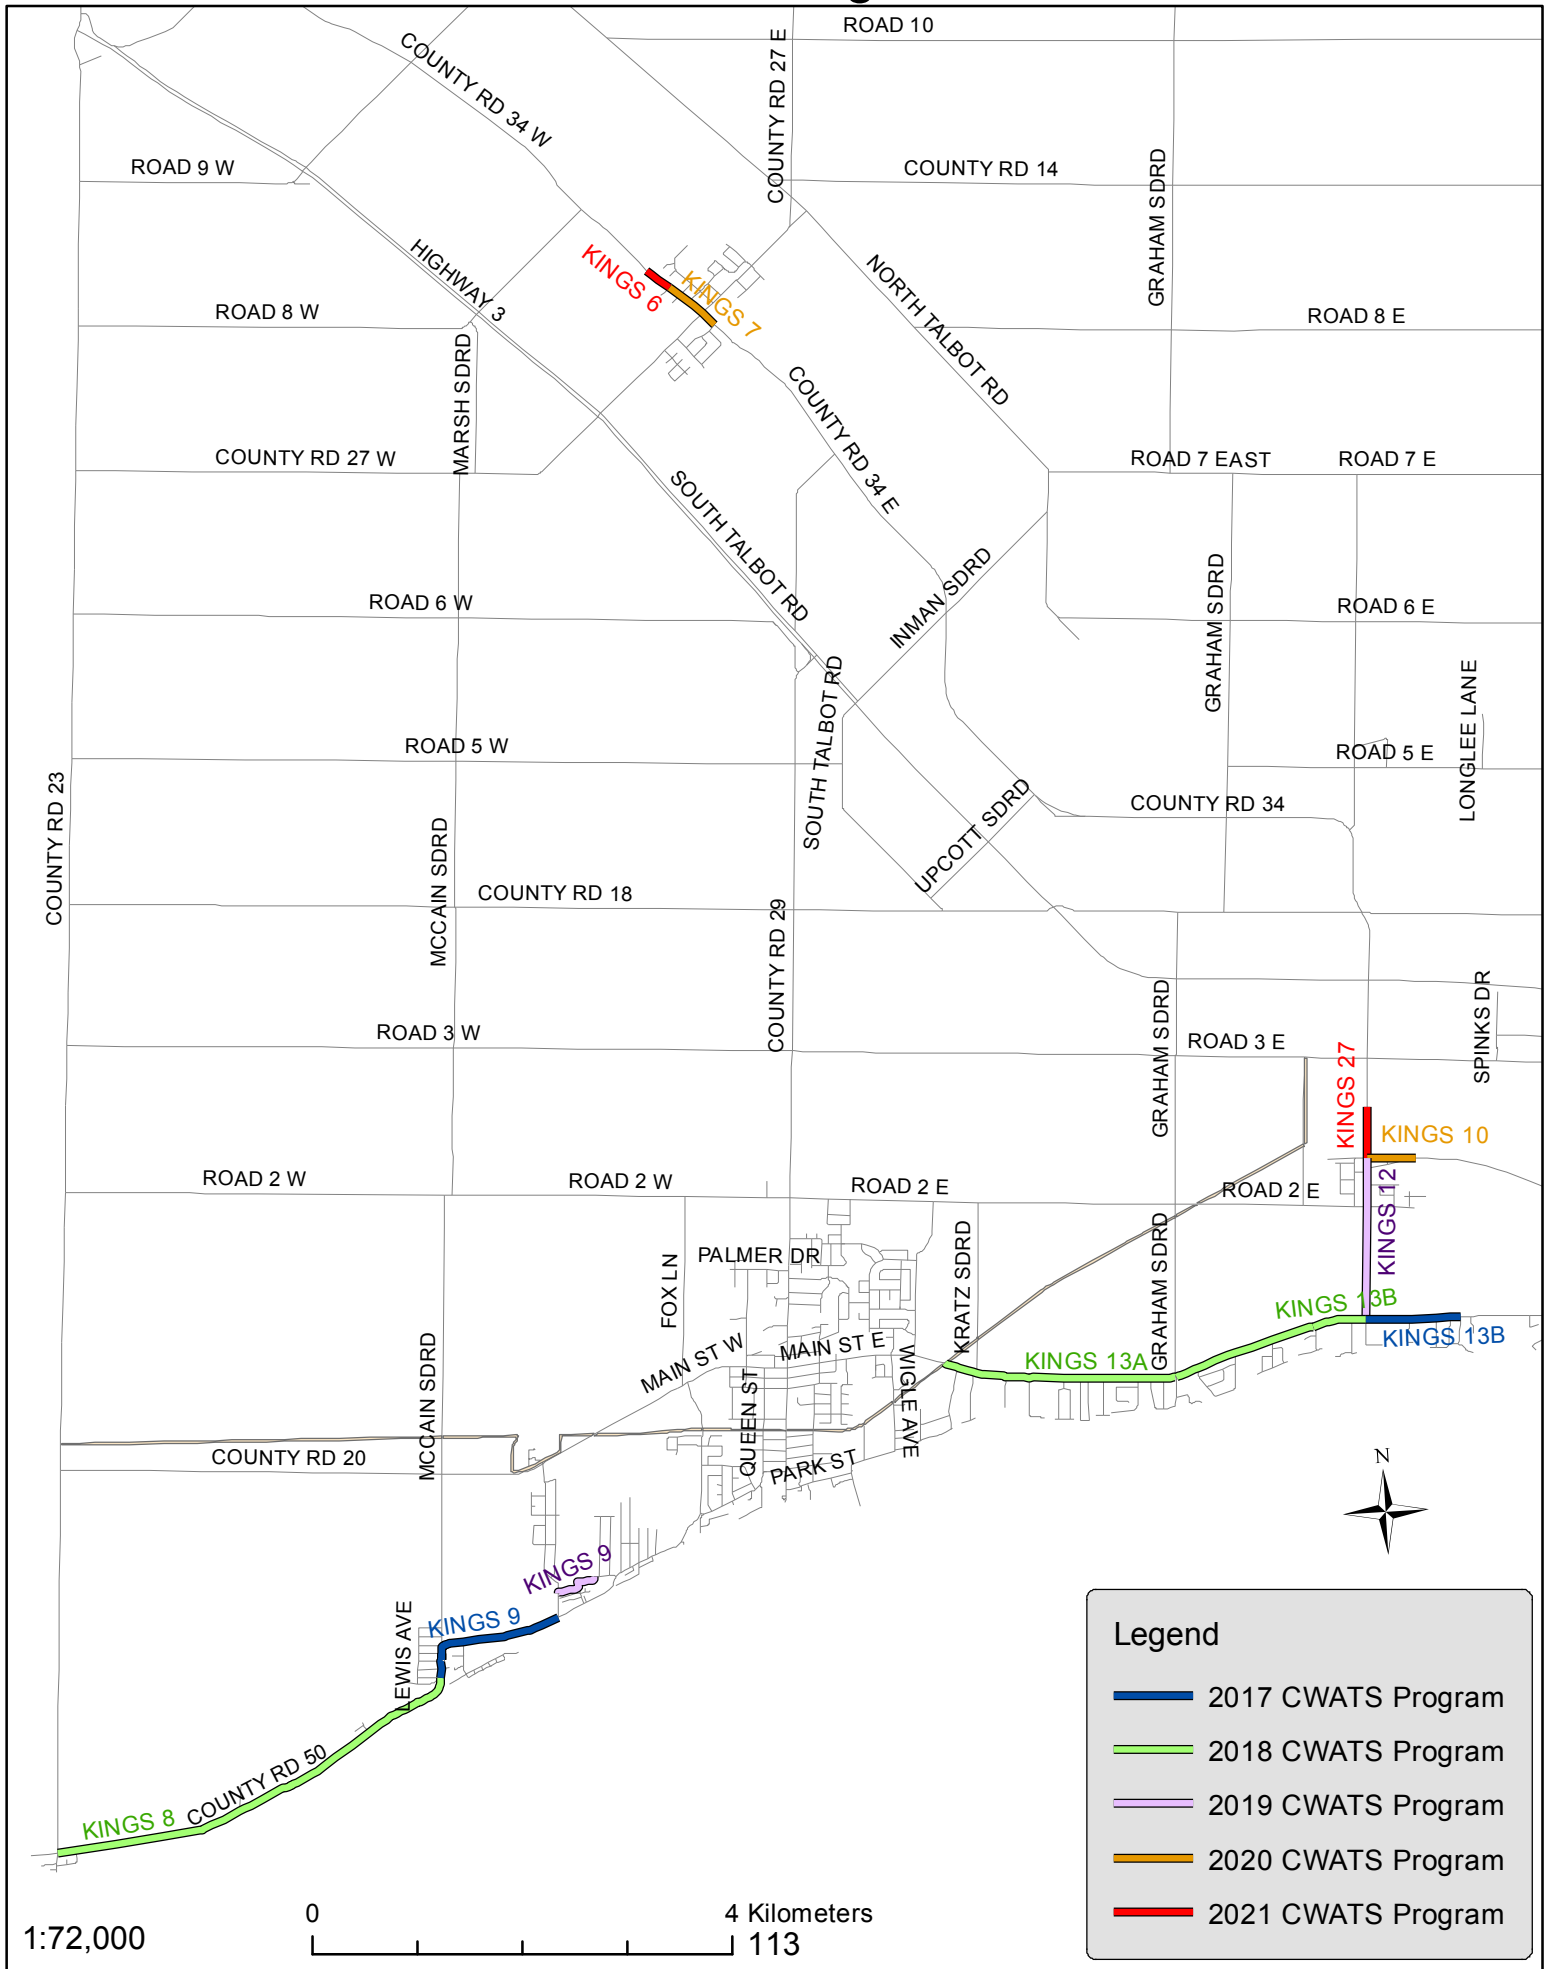 ROAD 10
COUNTY RD 34 W
COUNTY RD 27 E
ROAD 9 W
COUNTY RD 14
GRAHAM SDRD
HIGHWAY 3
KINGS 6
KINGS 7
NORTH TALBOT RD
ROAD 8 W
ROAD 8 E
MARSH SDRD
COUNTY RD 34 E
COUNTY RD 27 W
ROAD 7 EAST
ROAD 7 E
SOUTH TALBOT RD
INMAN SDRD
GRAHAM SDRD
ROAD 6 W
ROAD 6 E
SOUTH TALBOT RD
LONGLEE LANE
ROAD 5 W
ROAD 5 E
COUNTY RD 23
UPCOTT SDRD
COUNTY RD 34
MCCAIN SDRD
COUNTY RD 18
COUNTY RD 29
GRAHAM SDRD
SPINKS DR
ROAD 3 W
ROAD 3 E
KINGS 27
KINGS 10
ROAD 2 W
ROAD 2 W
ROAD 2 E
ROAD 2 E
KINGS 12
FOX LN
PALMER DR
KRATZ SDRD
GRAHAM SDRD
KINGS 13B
KINGS 13B
MCCAIN SDRD
MAIN ST W
MAIN ST E
WIGLE AVE
KINGS 13A
QUEEN ST
COUNTY RD 20
PARK ST
N
KINGS 9
LEWIS AVE
KINGS 9
COUNTY RD 50
KINGS 8
Legend
2017 CWATS Program
2018 CWATS Program
2019 CWATS Program
2020 CWATS Program
2021 CWATS Program
0
4 Kilometers
1:72,000
113